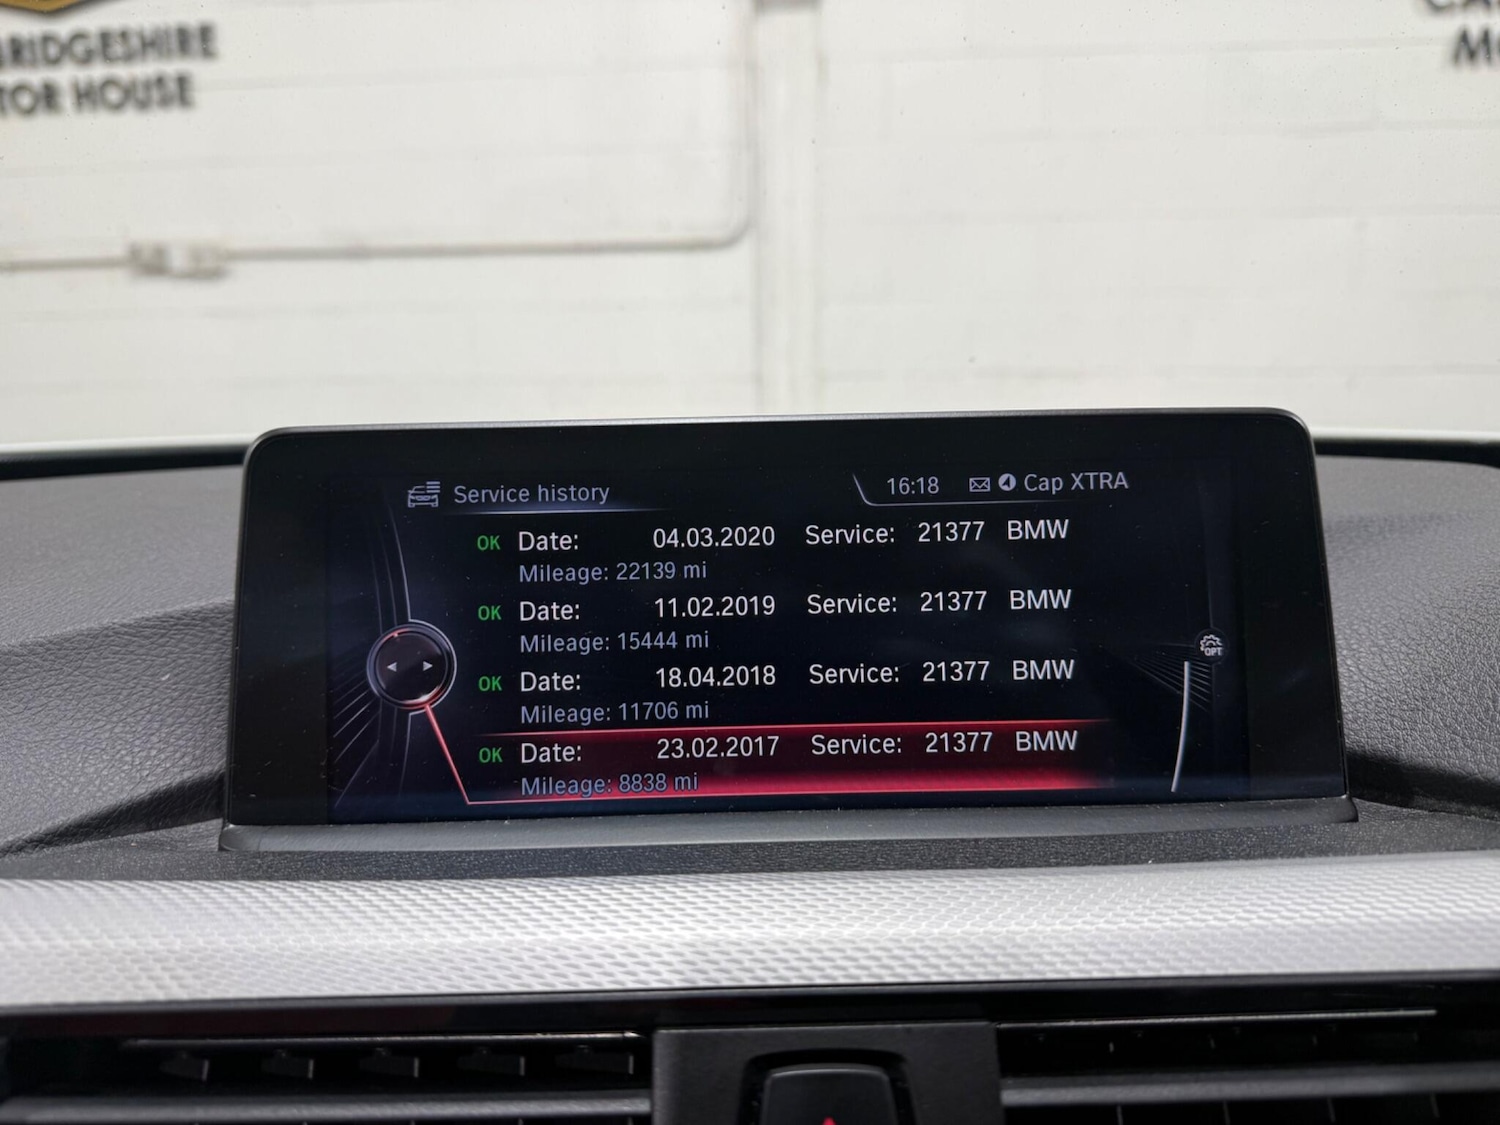 BRIDGESHIRE
TOR HOUSE
Service history 16:18 Cap XTRA
OK Date: 04.03.2020 Service: 21377 BMW
Mileage: 22139 mi
OK Date: 11.02.2019 Service: 21377 BMW
Mileage: 15444 mi
OK Date: 18.04.2018 Service: 21377 BMW
Mileage: 11706 mi
OK Date: 23.02.2017 Service: 21377 BMW
Mileage: 8838 mi
OPT